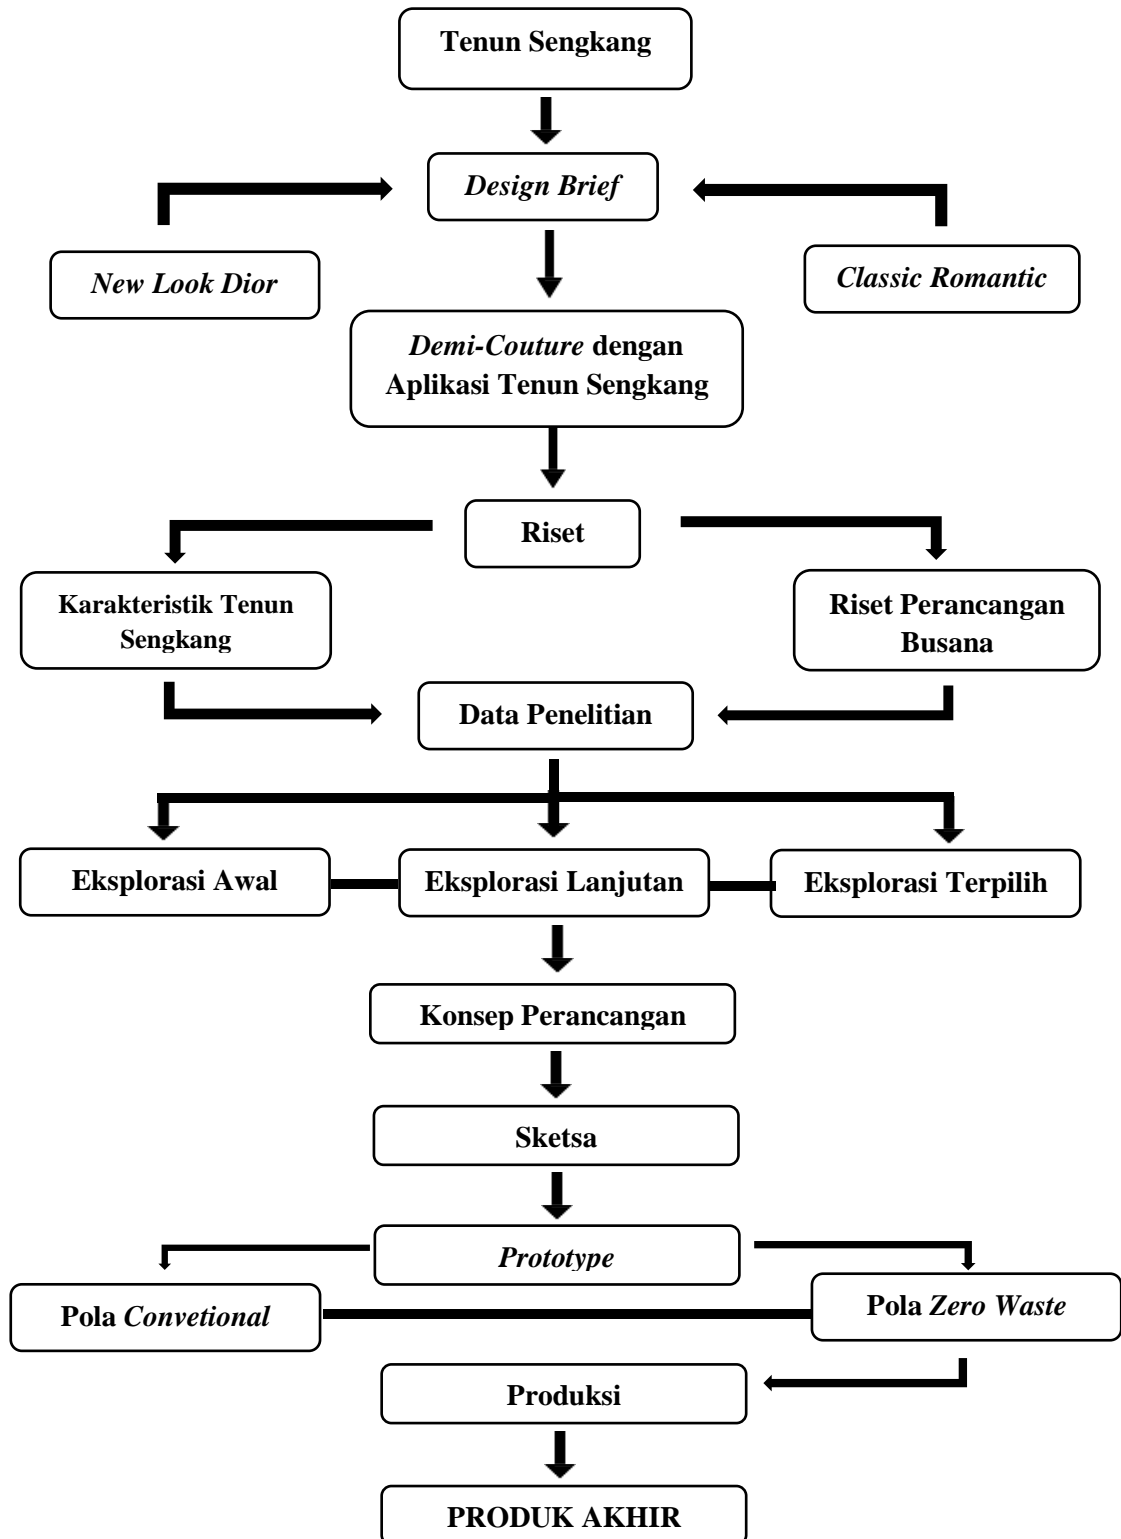 Tenun Sengkang
Design Brief
New Look Dior
Classic Romantic
Demi-Couture dengan
Aplikasi Tenun Sengkang
Riset
Karakteristik Tenun
Sengkang
Riset Perancangan
Busana
Data Penelitian
Eksplorasi Awal
Eksplorasi Lanjutan
Eksplorasi Terpilih
Konsep Perancangan
Sketsa
Prototype
Pola Convetional
Pola Zero Waste
Produksi
PRODUK AKHIR